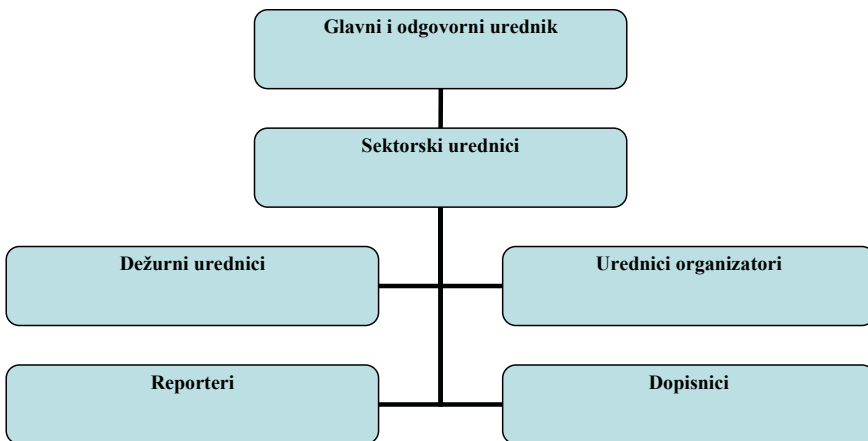 Glavni i odgovorni urednik
Sektorski urednici
Dežurni urednici
Urednici organizatori
Reporteri
Dopisnici